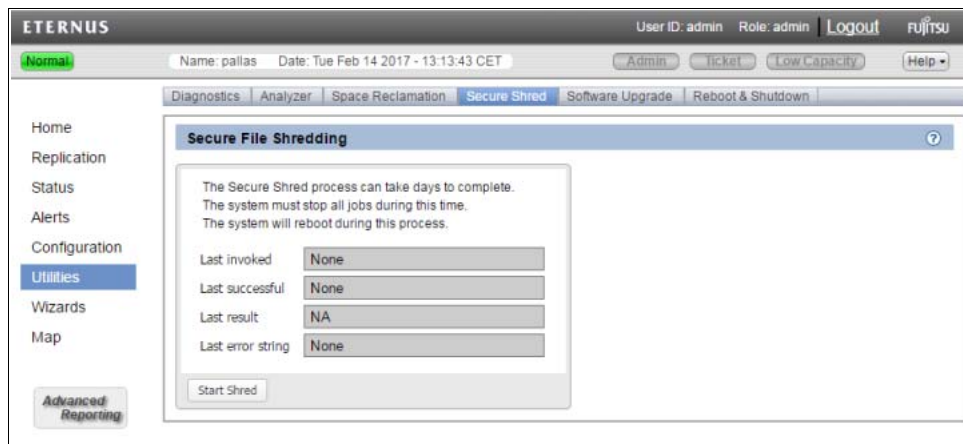 ETERNUS
User ID: admin Role: admin Logout FUJITSU
Normal Name: pallas Date: Tue Feb 14 2017 - 13:13:43 CET Admin Ticket Low Capacity Help
Diagnostics Analyzer Space Reclamation Secure Shred Software Upgrade Reboot & Shutdown
Home
Replication
Status
Alerts
Configuration
Utilities
Wizards
Map
Advanced
Reporting
Secure File Shredding ?
The Secure Shred process can take days to complete.
The system must stop all jobs during this time.
The system will reboot during this process.
Last invoked None
Last successful None
Last result NA
Last error string None
Start Shred